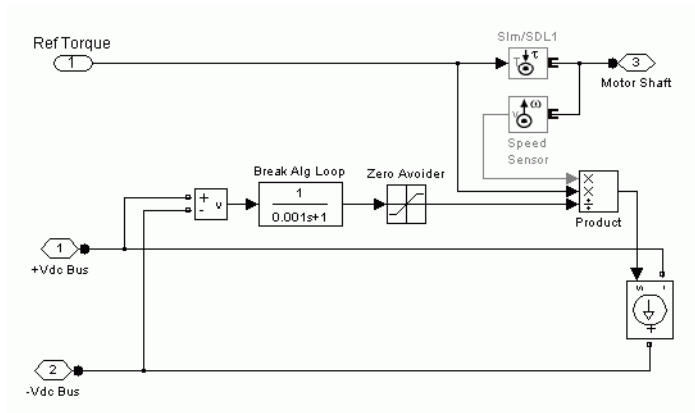 Slm/SDL1
Ref Torque
1
T τ
3
Motor Shaft
v ω
Speed
Sensor
Break Alg Loop
Zero Avoider
+
-
v
1
0.001s+1
×
×
÷
Product
1
+Vdc Bus
s -
+
2
-Vdc Bus